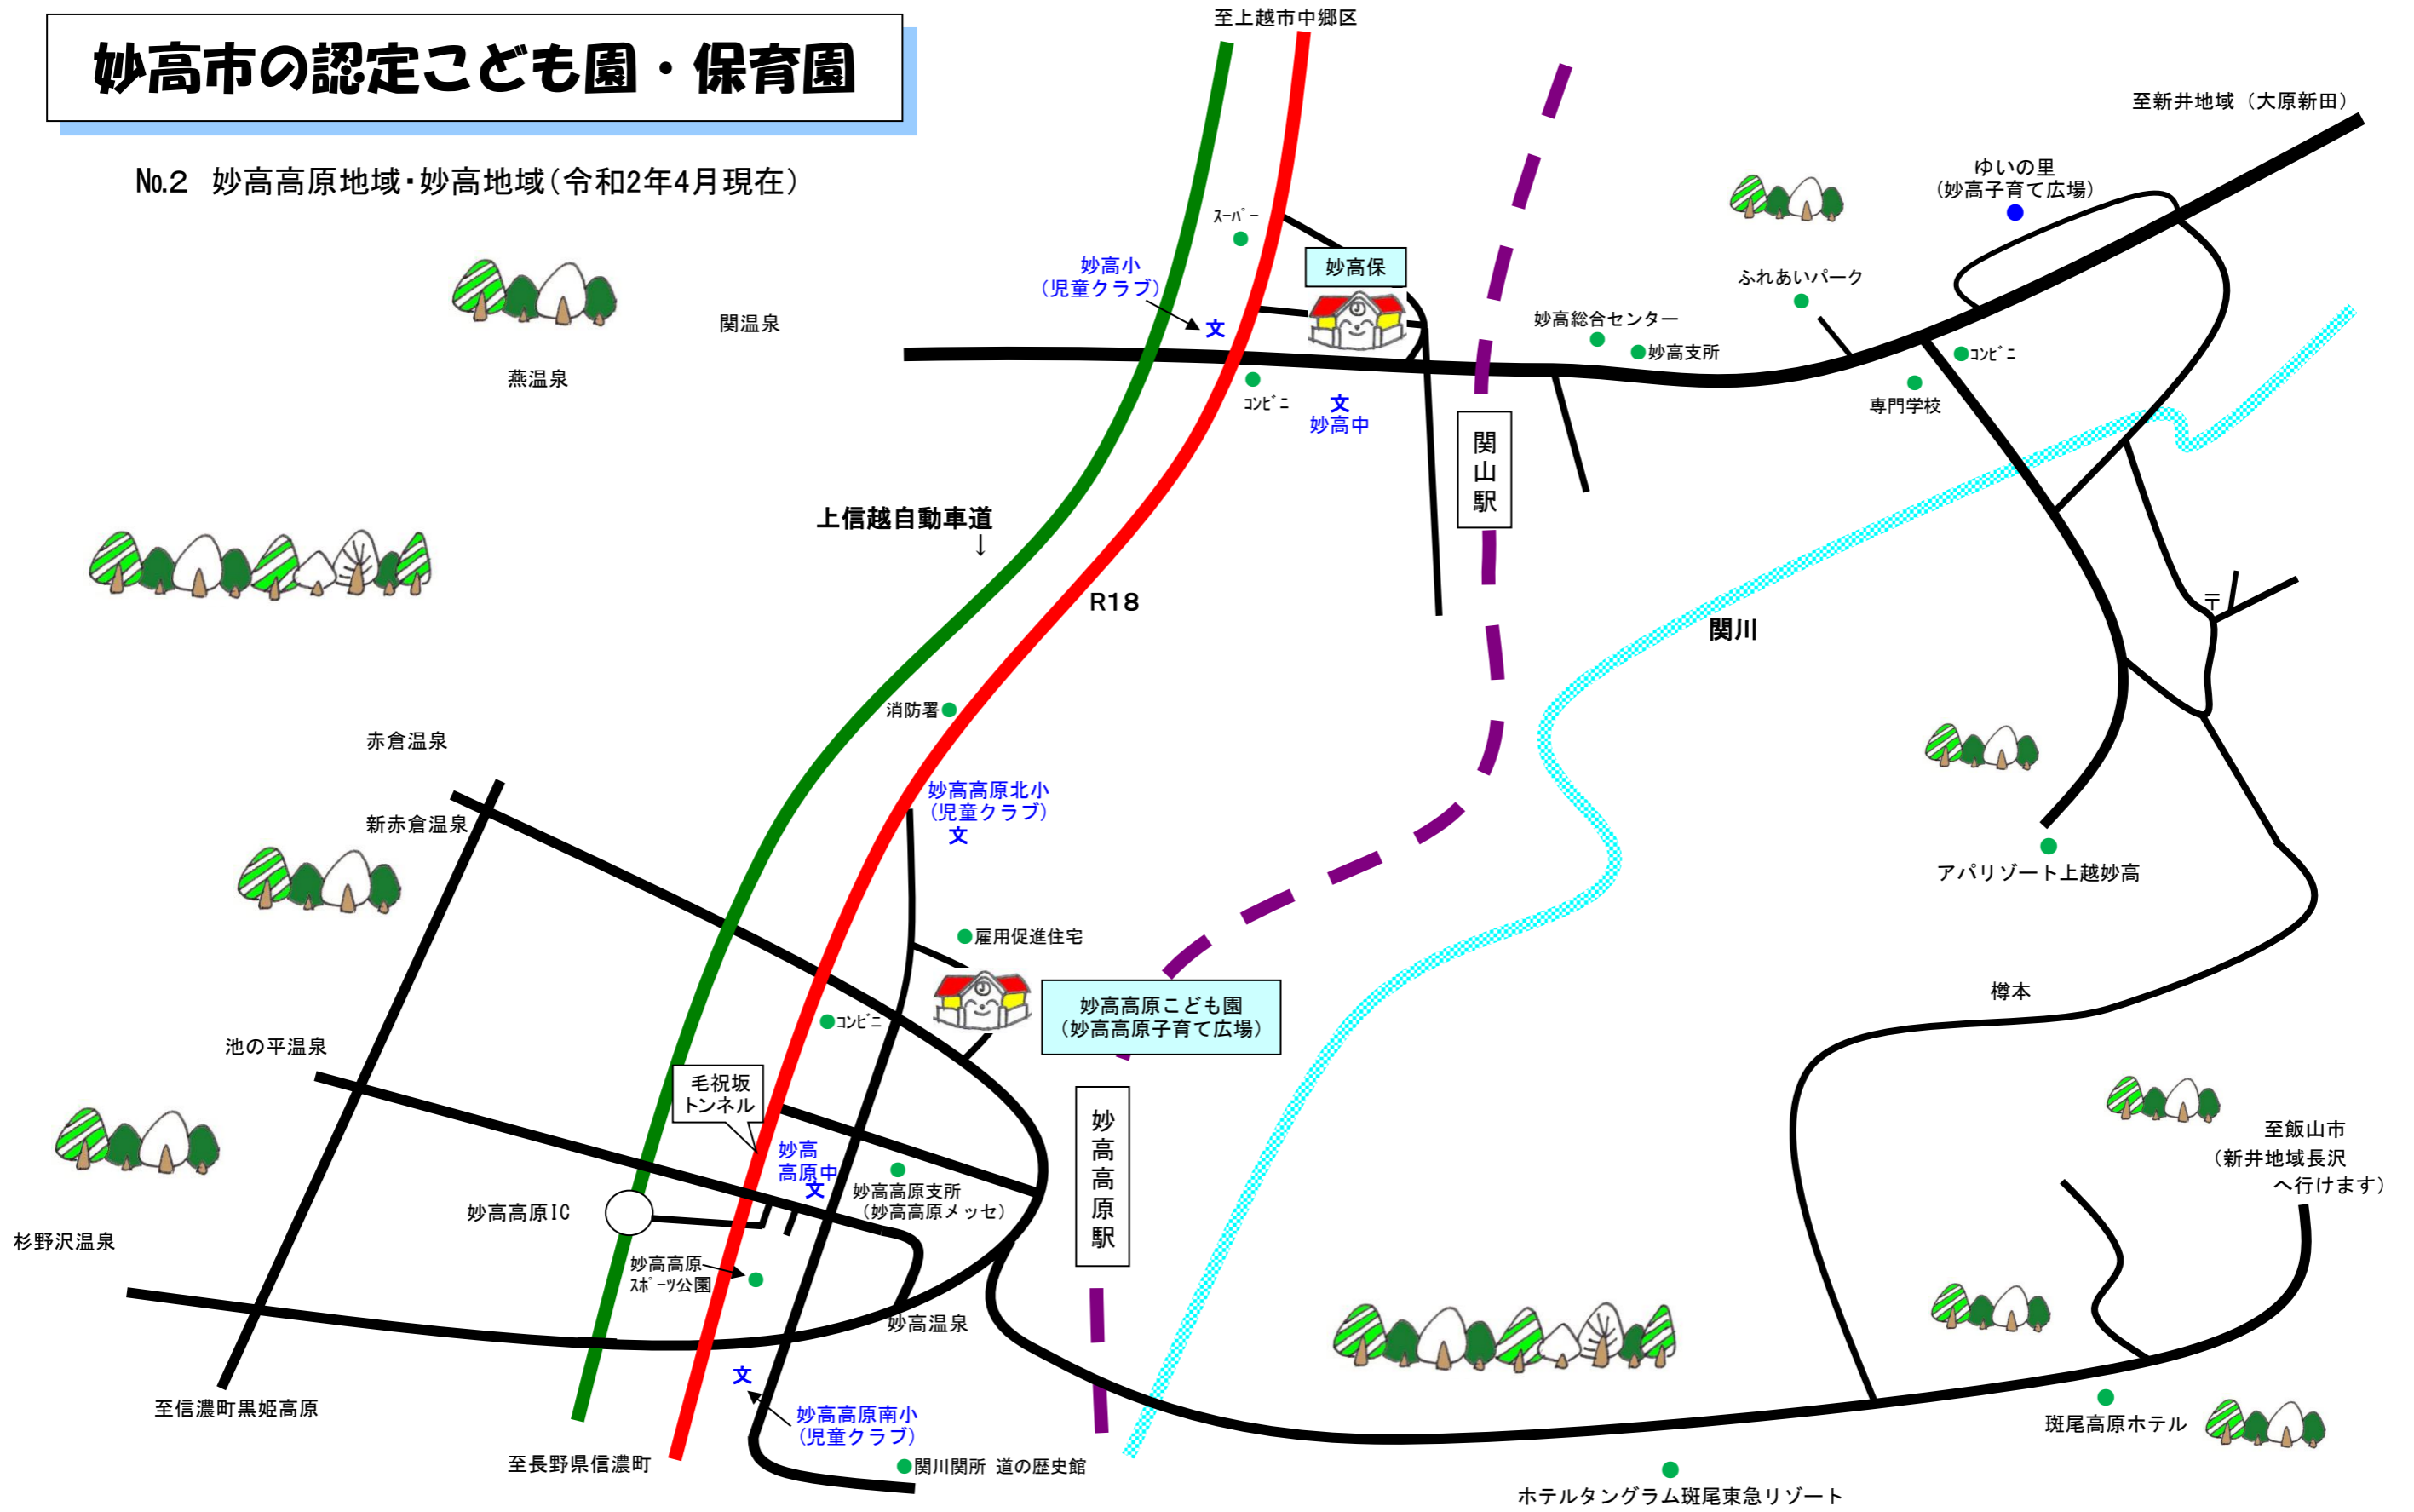 妙高市の認定こども園・保育園
№2 妙高高原地域・妙高地域(令和2年4月現在)
至上越市中郷区
至新井地域（大原新田）
ゆいの里
（妙高子育て広場）
ｽｰﾊﾟｰ
妙高小
（児童クラブ）
文
妙高保
ふれあいパーク
妙高総合センター
妙高支所
ｺﾝﾋﾞﾆ
専門学校
関温泉
燕温泉
ｺﾝﾋﾞﾆ
文
妙高中
関山駅
上信越自動車道
↓
R18
関川
〒
消防署
赤倉温泉
新赤倉温泉
妙高高原北小
（児童クラブ）
文
アパリゾート上越妙高
雇用促進住宅
妙高高原こども園
（妙高高原子育て広場）
ｺﾝﾋﾞﾆ
樽本
池の平温泉
毛祝坂
トンネル
妙高
高原中
文
妙高高原支所
（妙高高原メッセ）
妙高高原駅
至飯山市
（新井地域長沢
へ行けます）
妙高高原IC
杉野沢温泉
妙高高原
ｽﾎﾟｰﾂ公園
妙高温泉
文
妙高高原南小
（児童クラブ）
至信濃町黒姫高原
至長野県信濃町
関川関所 道の歴史館
斑尾高原ホテル
ホテルタングラム斑尾東急リゾート